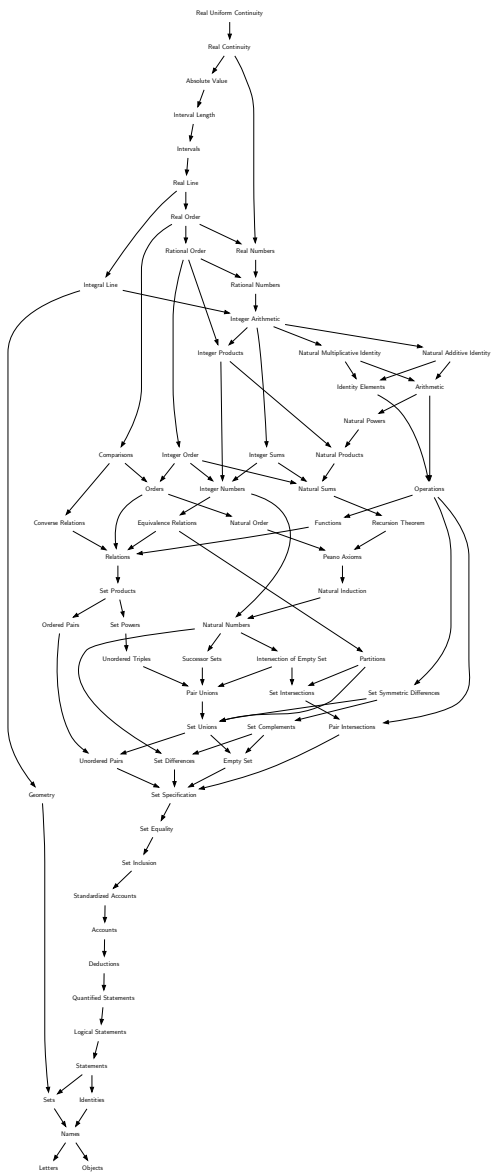 Real Uniform Continuity
Real Continuity
Absolute Value
Interval Length
Intervals
Real Line
Real Order
Rational Order Real Numbers
Integral Line Rational Numbers
Integer Arithmetic
Integer Products Natural Multiplicative Identity Natural Additive Identity
Identity Elements Arithmetic
Natural Powers
Comparisons Integer Order Integer Sums Natural Products
Orders Integer Numbers Natural Sums Operations
Converse Relations Equivalence Relations Natural Order Functions Recursion Theorem
Relations Peano Axioms
Set Products Natural Induction
Ordered Pairs Set Powers Natural Numbers
Unordered Triples Successor Sets Intersection of Empty Set Partitions
Pair Unions Set Intersections Set Symmetric Differences
Set Unions Set Complements Pair Intersections
Unordered Pairs Set Differences Empty Set
Geometry Set Specification
Set Equality
Set Inclusion
Standardized Accounts
Accounts
Deductions
Quantified Statements
Logical Statements
Statements
Sets Identities
Names
Letters Objects